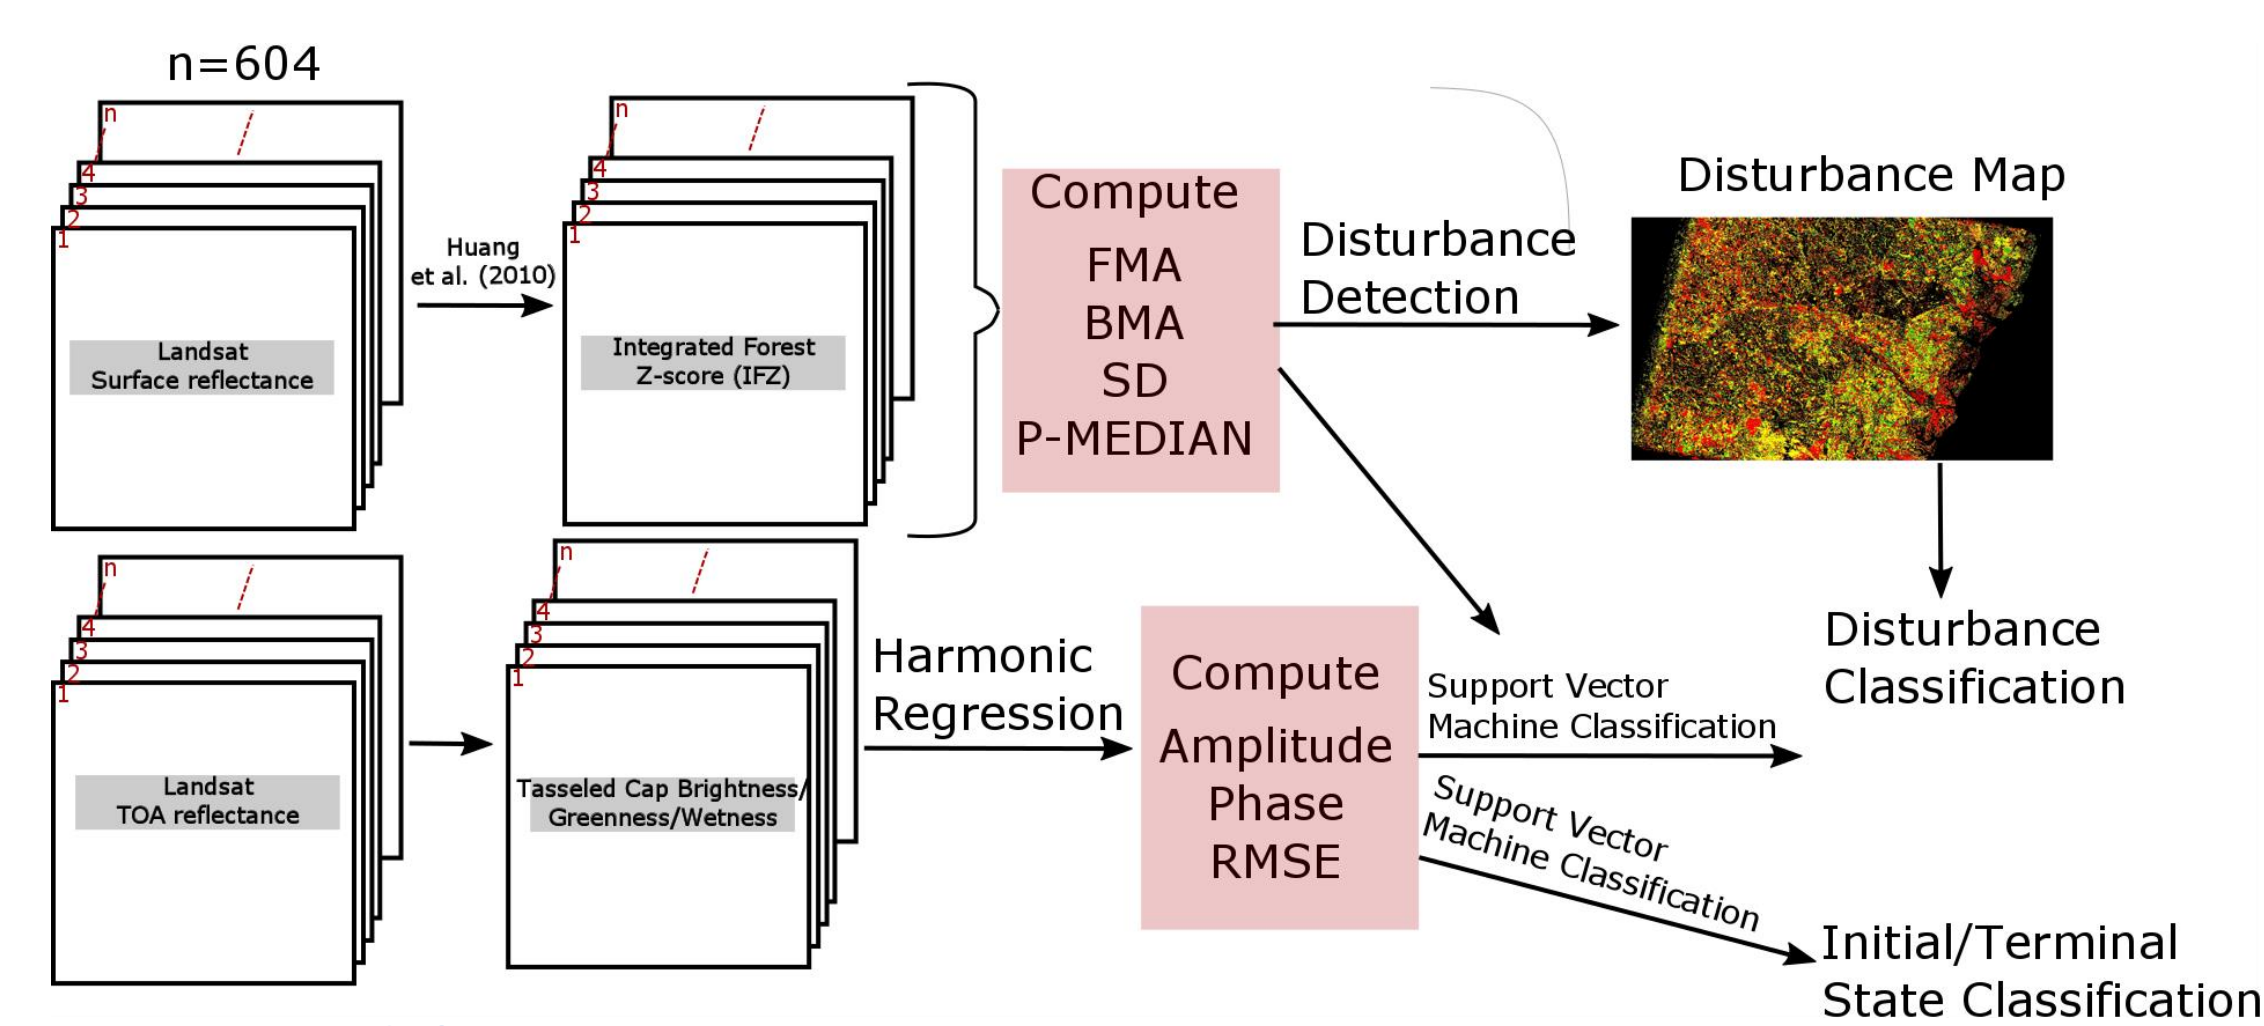 n=604
n
4
3
2
1
Landsat
Surface reflectance
Huang
et al. (2010)
n
4
3
2
1
Integrated Forest
Z-score (IFZ)
Compute
FMA
BMA
SD
P-MEDIAN
Disturbance
Detection
Disturbance Map
n
4
3
2
1
Landsat
TOA reflectance
n
4
3
2
1
Tasseled Cap Brightness/
Greenness/Wetness
Harmonic
Regression
Compute
Amplitude
Phase
RMSE
Support Vector
Machine Classification
Support Vector
Machine Classification
Disturbance
Classification
Initial/Terminal
State Classification